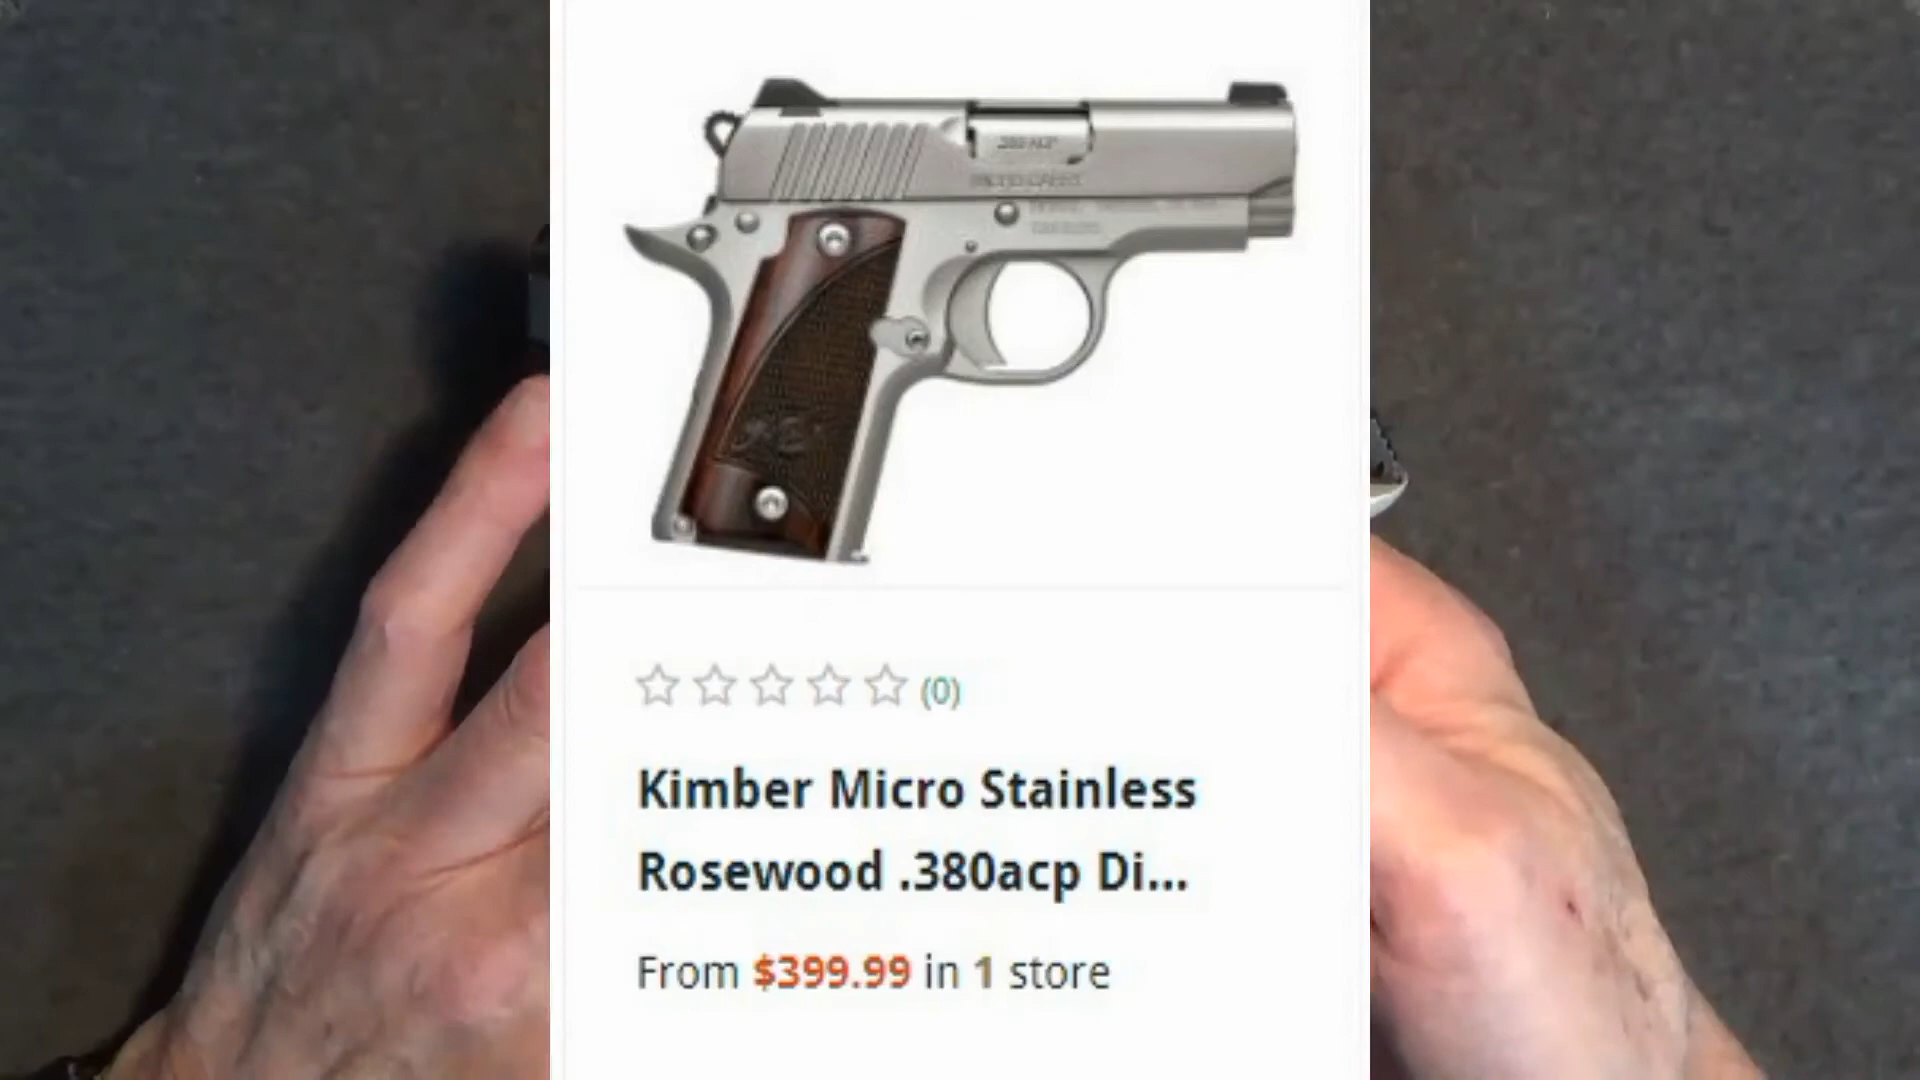 (0)
Kimber Micro Stainless
Rosewood .380acp Di...
From $399.99 in 1 store